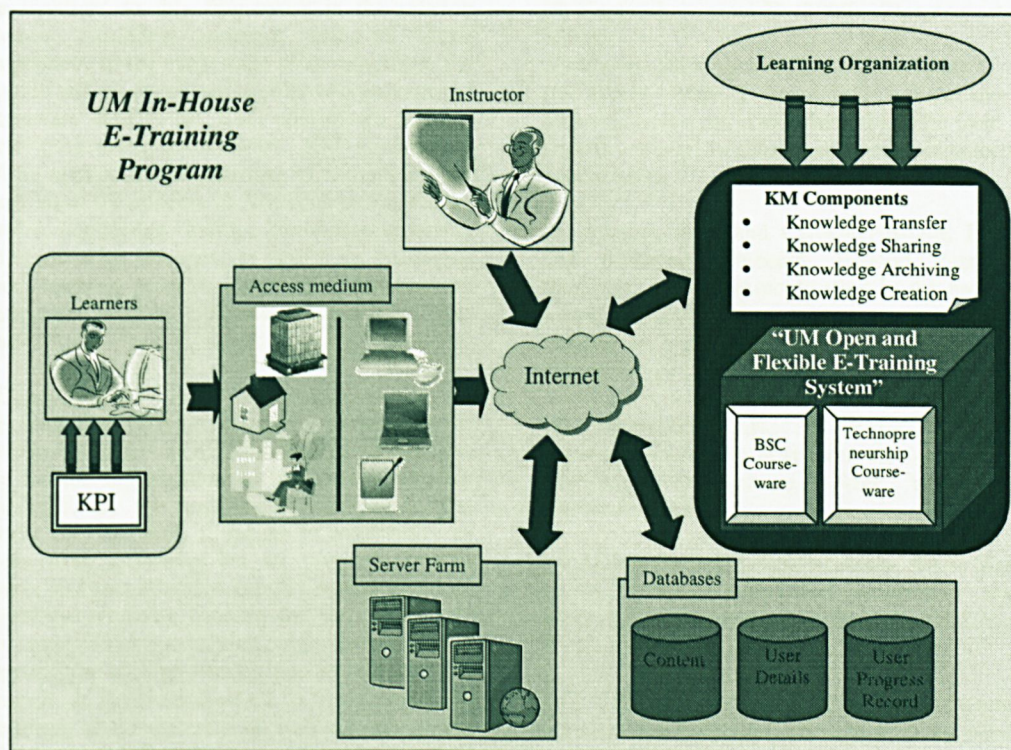 UM In-House
E-Training
Program
Instructor
Learning Organization
KM Components
• Knowledge Transfer
• Knowledge Sharing
• Knowledge Archiving
• Knowledge Creation
Learners
Access medium
Internet
"UM Open and
Flexible E-Training
System"
BSC
Course-
ware
Technopre
neurship
Course-
ware
KPI
Server Farm
Databases
Content
User
Details
User
Progress
Record